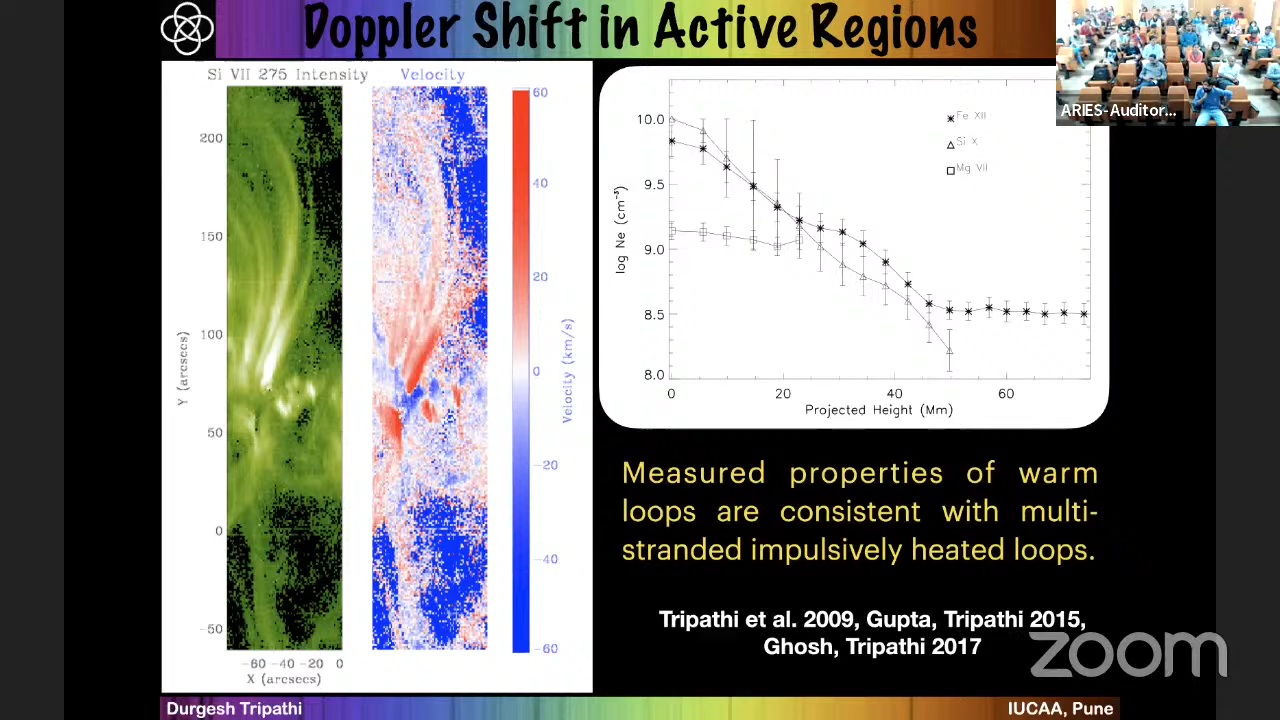 Doppler Shift in Active Regions
ARIES-Auditor...
Si VII 275 Intensity
Velocity
200
150
100
50
0
-50
Y (arcsecs)
-60 -40 -20 0
X (arcsecs)
60
40
20
0
-20
-40
-60
Velocity (km/s)
10.0
9.5
9.0
8.5
8.0
log Ne (cm⁻³)
Fe XII
Si X
Mg VII
0 20 40 60
Projected Height (Mm)
Measured properties of warm
loops are consistent with multi-
stranded impulsively heated loops.
Tripathi et al. 2009, Gupta, Tripathi 2015,
Ghosh, Tripathi 2017
zoom
Durgesh Tripathi
IUCAA, Pune